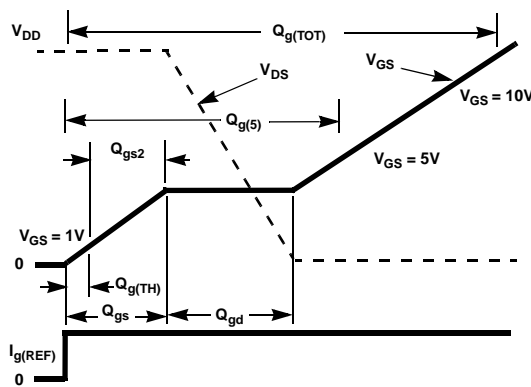 V_DD
Q_g(TOT)
V_GS
V_DS
V_GS = 10V
Q_g(5)
Q_gs2
V_GS = 5V
V_GS = 1V
0
Q_g(TH)
Q_gs
Q_gd
I_g(REF)
0